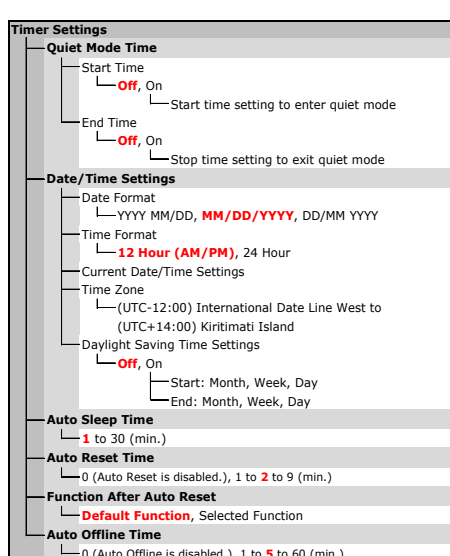 Timer Settings
Quiet Mode Time
Start Time
Off, On
Start time setting to enter quiet mode
End Time
Off, On
Stop time setting to exit quiet mode
Date/Time Settings
Date Format
YYYY MM/DD, MM/DD/YYYY, DD/MM YYYY
Time Format
12 Hour (AM/PM), 24 Hour
Current Date/Time Settings
Time Zone
(UTC-12:00) International Date Line West to
(UTC+14:00) Kiritimati Island
Daylight Saving Time Settings
Off, On
Start: Month, Week, Day
End: Month, Week, Day
Auto Sleep Time
1 to 30 (min.)
Auto Reset Time
0 (Auto Reset is disabled.), 1 to 2 to 9 (min.)
Function After Auto Reset
Default Function, Selected Function
Auto Offline Time
0 (Auto Offline is disabled.), 1 to 5 to 60 (min.)